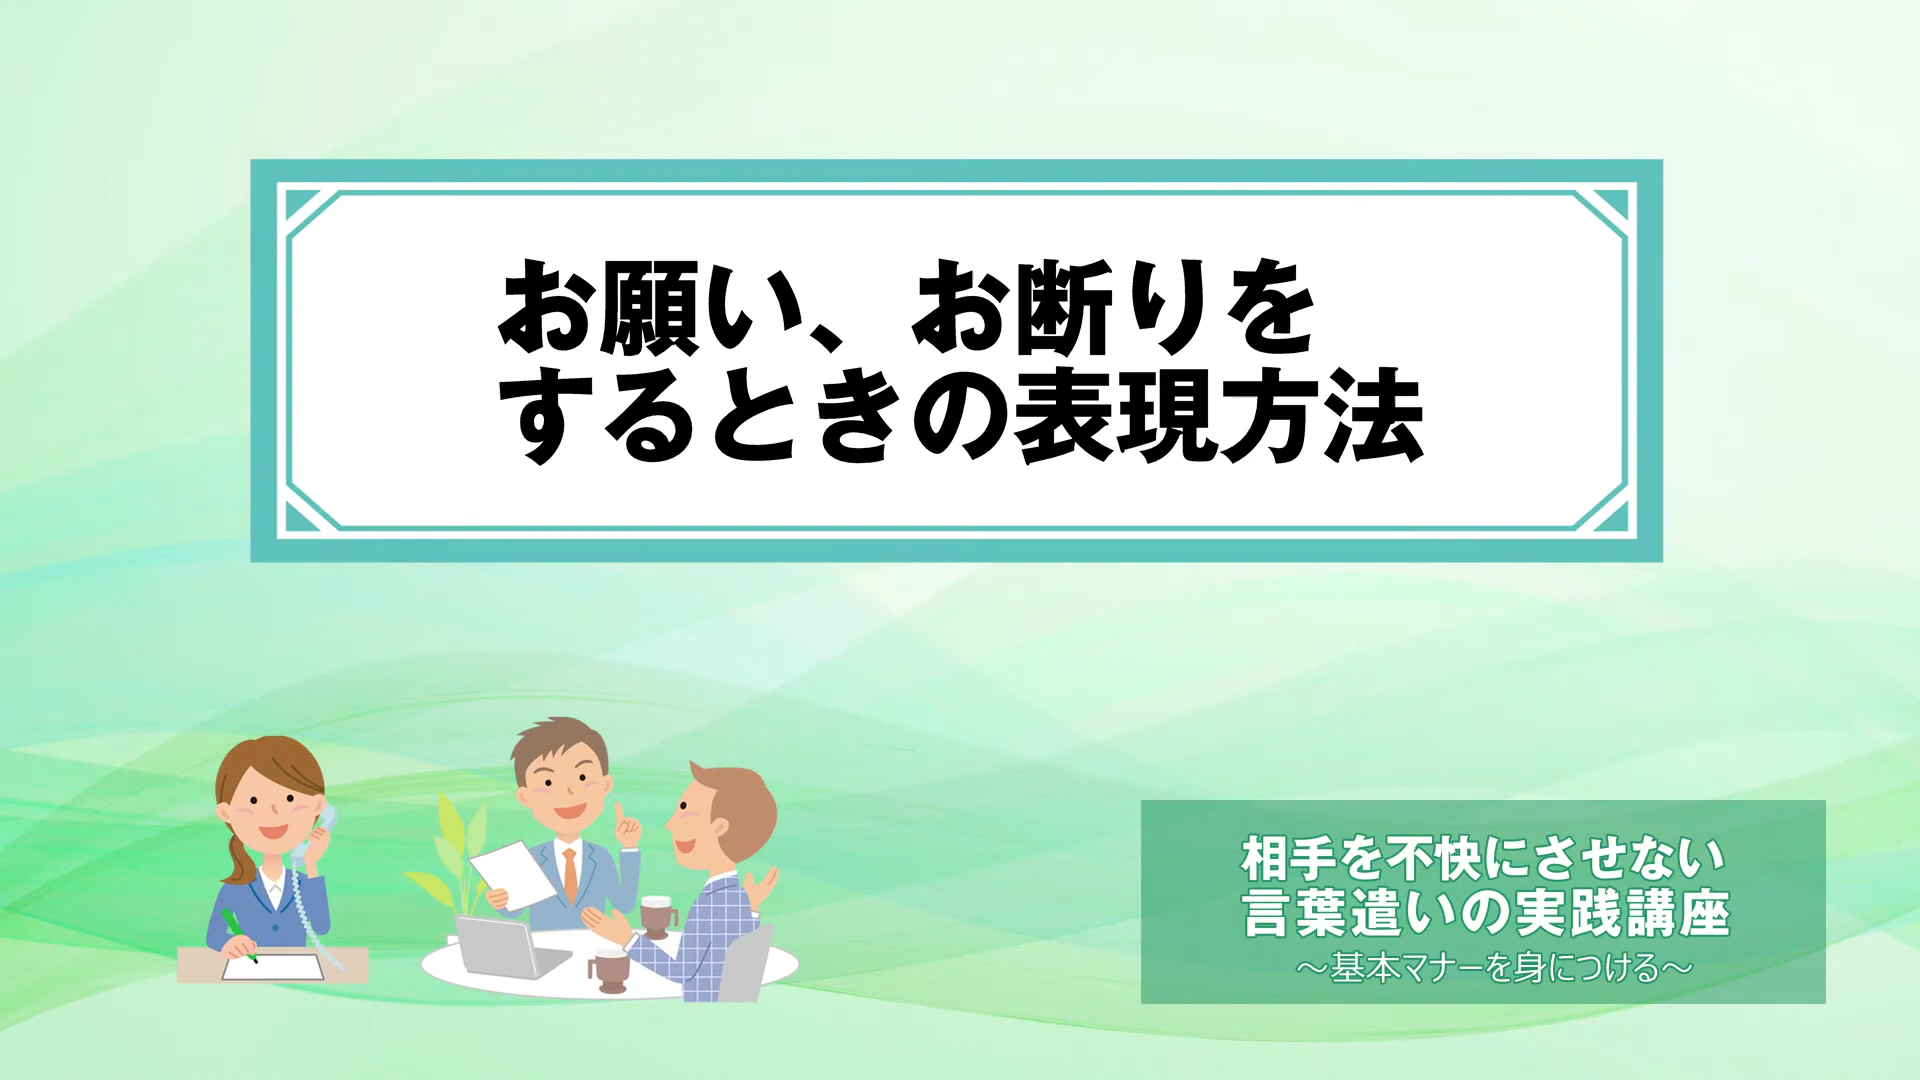 お願い、お断りを
するときの表現方法
相手を不快にさせない
言葉遣いの実践講座
～基本マナーを身につける～